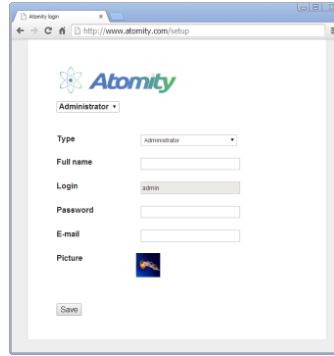 Atomity login
http://www.atomity.com/setup
Atomity
Administrator
Type Administrator
Full name
Login admin
Password
E-mail
Picture
Save